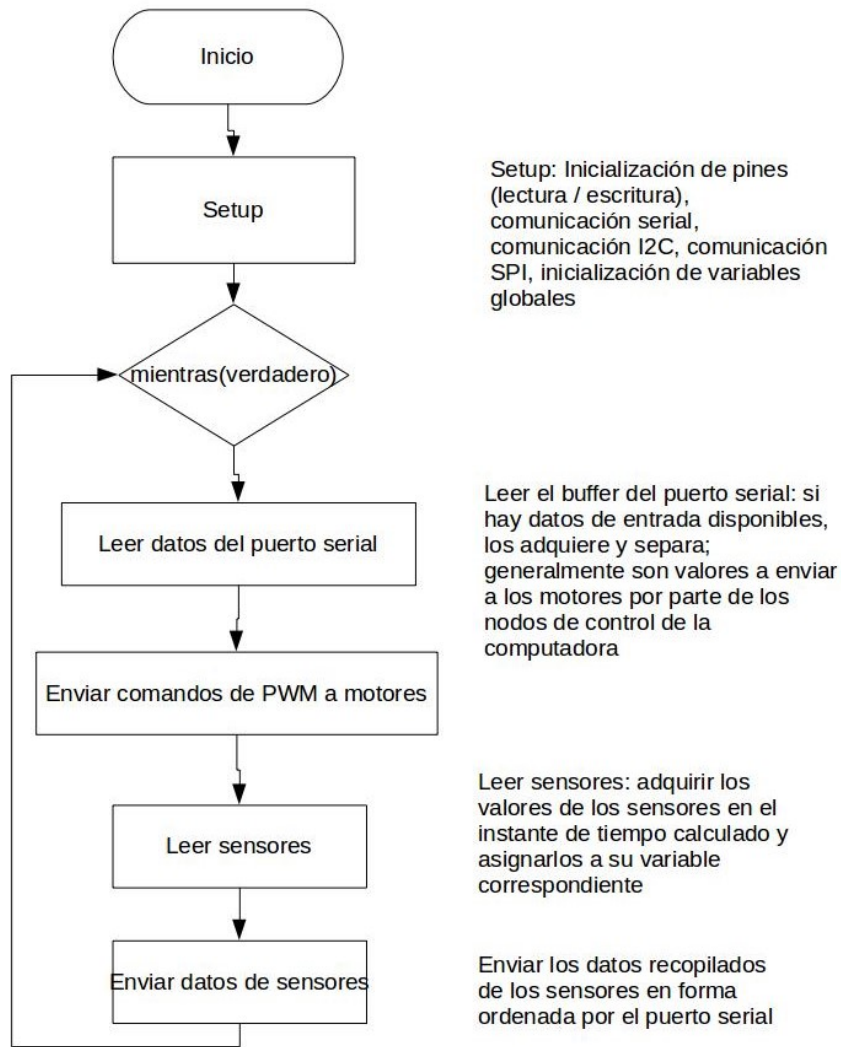 Inicio
Setup
Setup: Inicialización de pines
(lectura / escritura),
comunicación serial,
comunicación I2C, comunicación
SPI, inicialización de variables
globales
mientras(verdadero)
Leer datos del puerto serial
Leer el buffer del puerto serial: si
hay datos de entrada disponibles,
los adquiere y separa;
generalmente son valores a enviar
a los motores por parte de los
nodos de control de la
computadora
Enviar comandos de PWM a motores
Leer sensores
Leer sensores: adquirir los
valores de los sensores en el
instante de tiempo calculado y
asignarlos a su variable
correspondiente
Enviar datos de sensores
Enviar los datos recopilados
de los sensores en forma
ordenada por el puerto serial